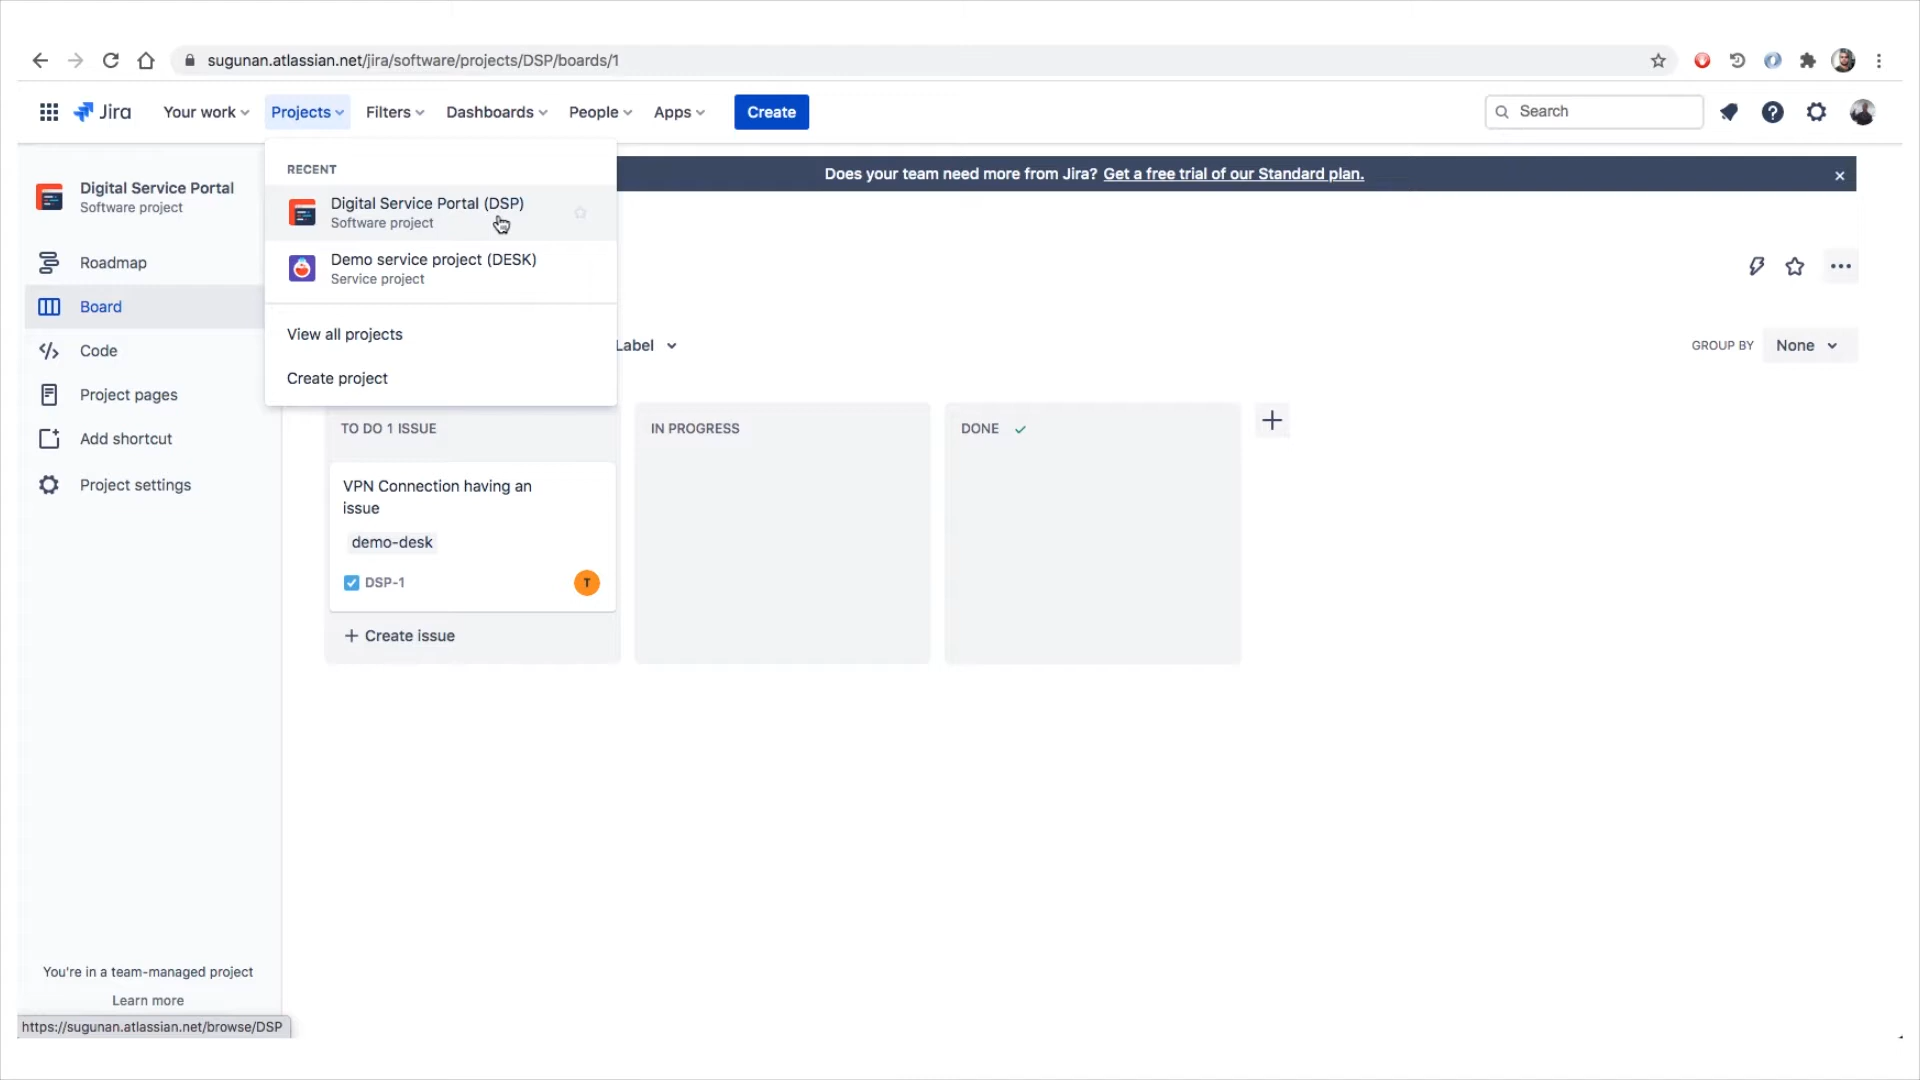 sugunan.atlassian.net/jira/software/projects/DSP/boards/1
Jira
Your work
Projects
Filters
Dashboards
People
Apps
Create
Search
Digital Service Portal
Software project
Roadmap
Board
Code
Project pages
Add shortcut
Project settings
RECENT
Digital Service Portal (DSP)
Software project
Demo service project (DESK)
Service project
View all projects
Create project
Does your team need more from Jira? Get a free trial of our Standard plan.
Label
GROUP BY
None
TO DO 1 ISSUE
VPN Connection having an
issue
demo-desk
DSP-1
T
Create issue
IN PROGRESS
DONE
You're in a team-managed project
Learn more
https://sugunan.atlassian.net/browse/DSP